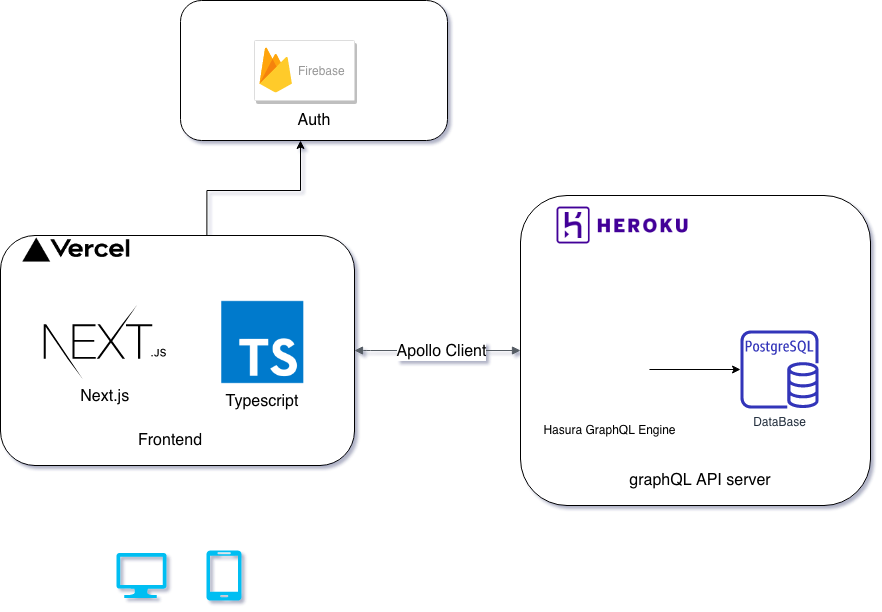 Firebase
Auth
Vercel
HEROKU
NEXT.JS
TS
Next.js
Typescript
Frontend
Apollo Client
PostgreSQL
DataBase
Hasura GraphQL Engine
graphQL API server